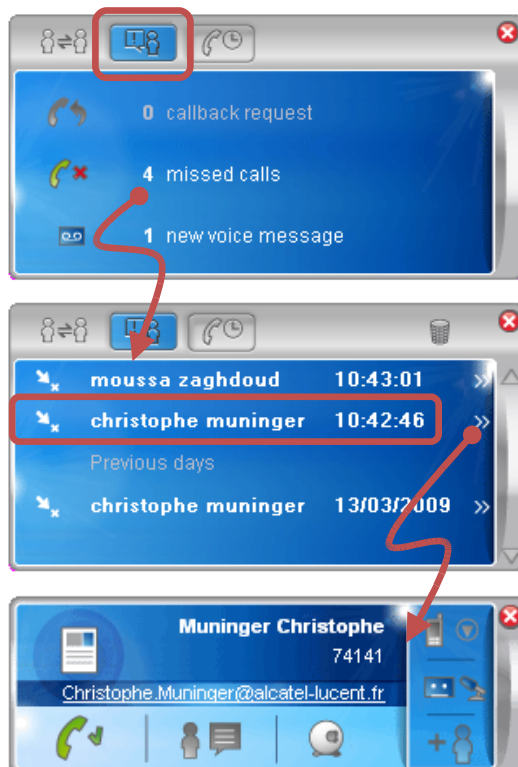 0 callback request
4 missed calls
1 new voice message
moussa zaghdoud 10:43:01
christophe muninger 10:42:46
Previous days
christophe muninger 13/03/2009
Muninger Christophe
74141
Christophe.Muninger@alcatel-lucent.fr